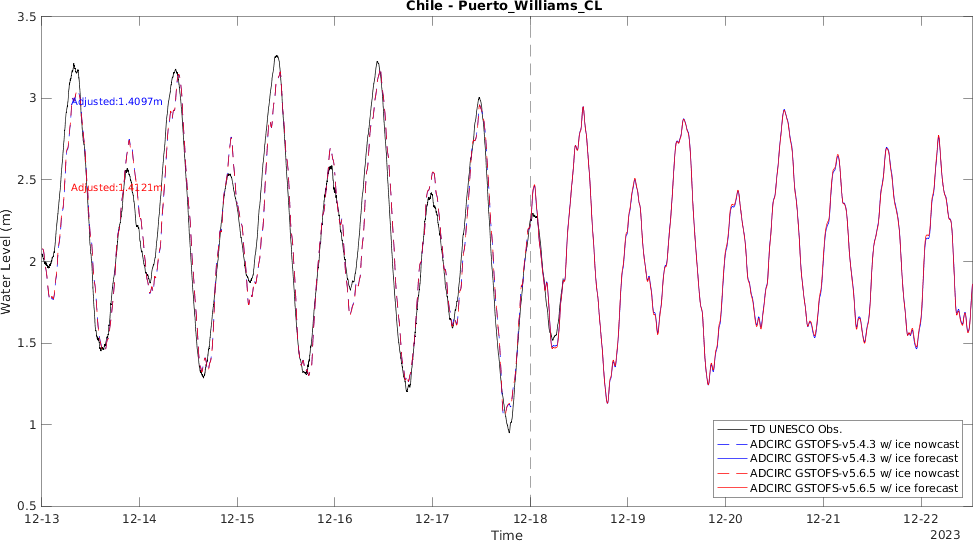 Chile - Puerto_Williams_CL
3.5
3
2.5
2
1.5
1
0.5
Water Level (m)
Adjusted:1.4097m
Adjusted:1.4121m
TD UNESCO Obs.
ADCIRC GSTOFS-v5.4.3 w/ ice nowcast
ADCIRC GSTOFS-v5.4.3 w/ ice forecast
ADCIRC GSTOFS-v5.6.5 w/ ice nowcast
ADCIRC GSTOFS-v5.6.5 w/ ice forecast
12-13 12-14 12-15 12-16 12-17 12-18 12-19 12-20 12-21 12-22
Time
2023